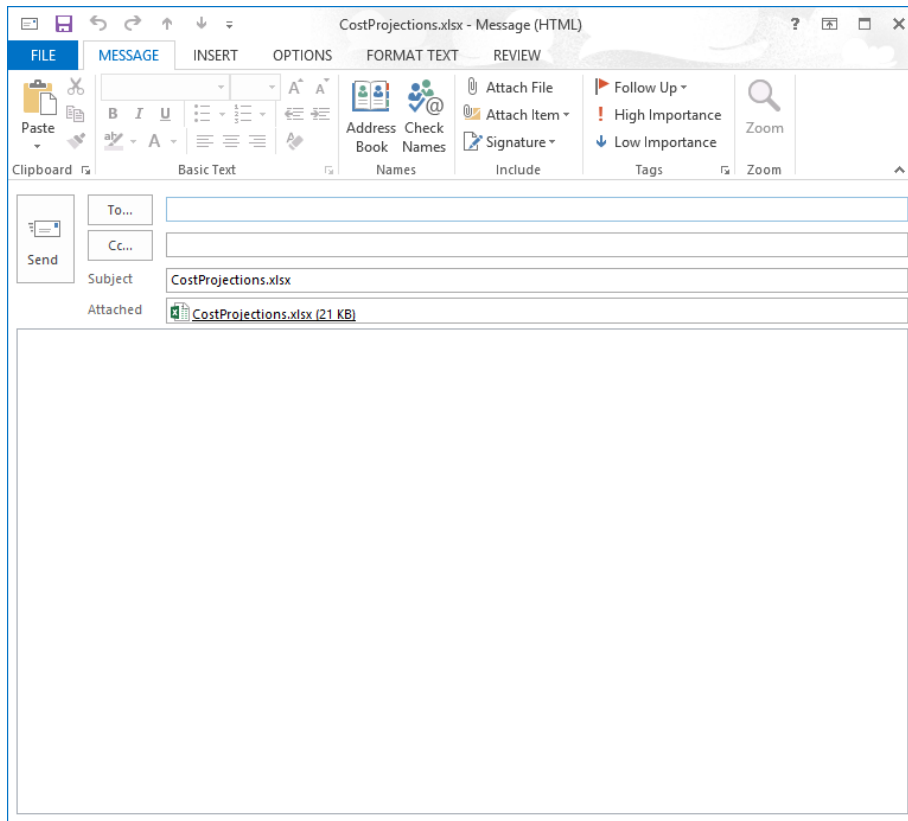 CostProjections.xlsx - Message (HTML) ?
FILE MESSAGE INSERT OPTIONS FORMAT TEXT REVIEW
Paste
B I U A A
aby A
Address Book
Check Names
Attach File
Attach Item
Signature
Follow Up
! High Importance
Low Importance
Zoom
Clipboard Basic Text Names Include Tags Zoom
Send
To...
Cc...
Subject CostProjections.xlsx
Attached CostProjections.xlsx (21 KB)